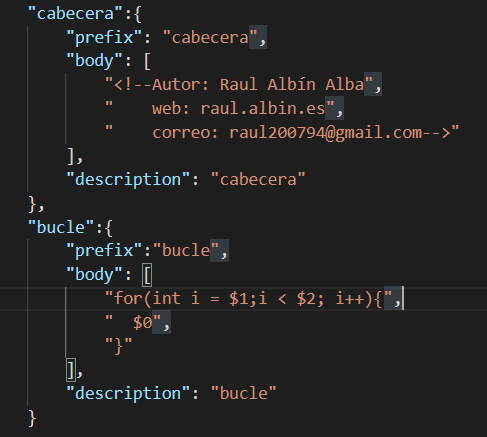 "cabecera":{
    "prefix": "cabecera",
    "body": [
        "<!--Autor: Raul Albín Alba",
        "    web: raul.albin.es",
        "    correo: raul200794@gmail.com-->"
    ],
    "description": "cabecera"
},
"bucle":{
    "prefix":"bucle",
    "body": [
        "for(int i = $1;i < $2; i++){",
        "  $0",
        "}"
    ],
    "description": "bucle"
}